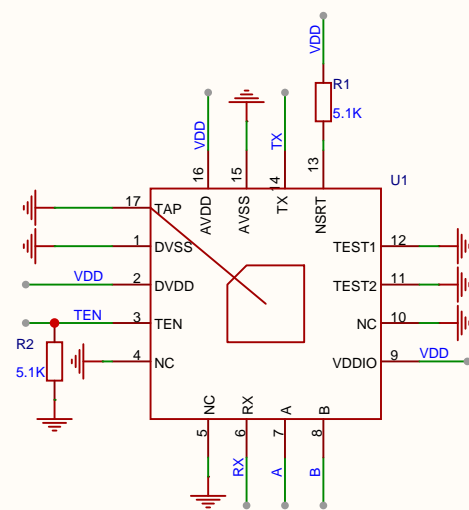 VDD
R1
5.1K
VDD
TX
16
15
14
13
U1
AVDD
AVSS
TX
NSRT
17
TAP
1
DVSS
TEST1
12
VDD
2
DVDD
TEST2
11
TEN
3
TEN
NC
10
R2
5.1K
4
NC
VDDIO
9
VDD
NC
RX
A
B
5
6
7
8
RX
A
B